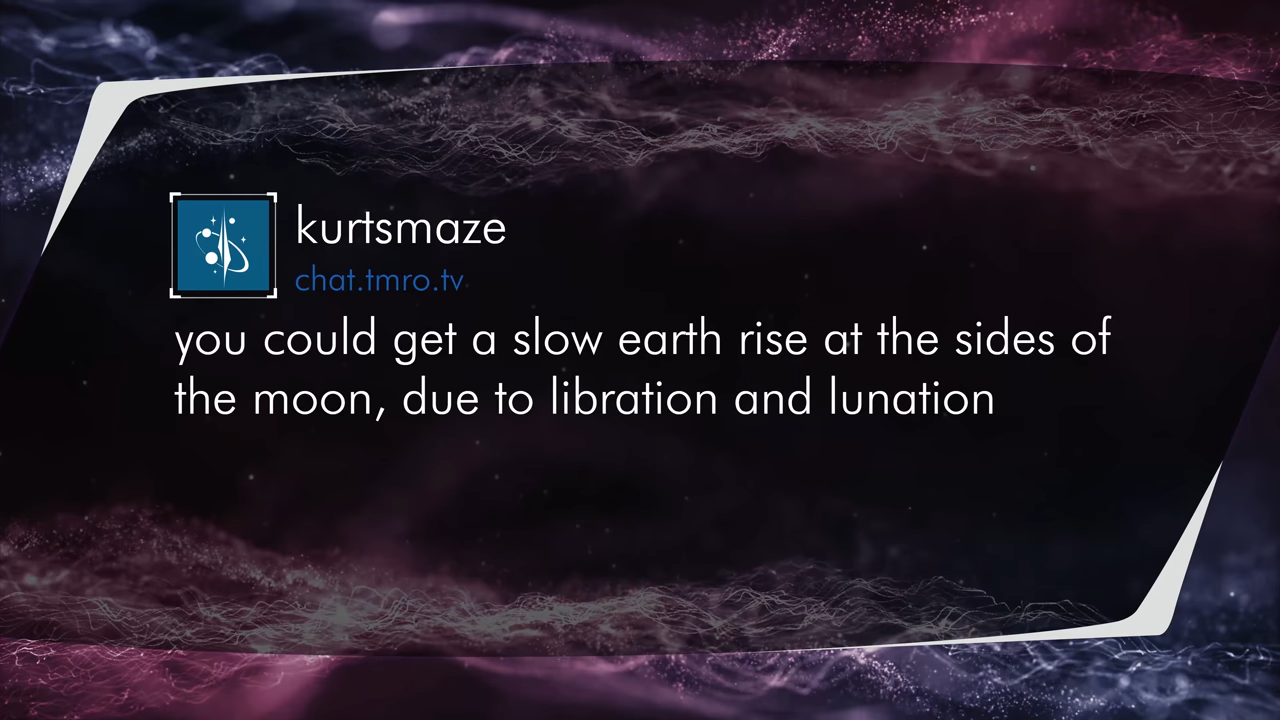 kurtsmaze
chat.tmro.tv
you could get a slow earth rise at the sides of
the moon, due to libration and lunation